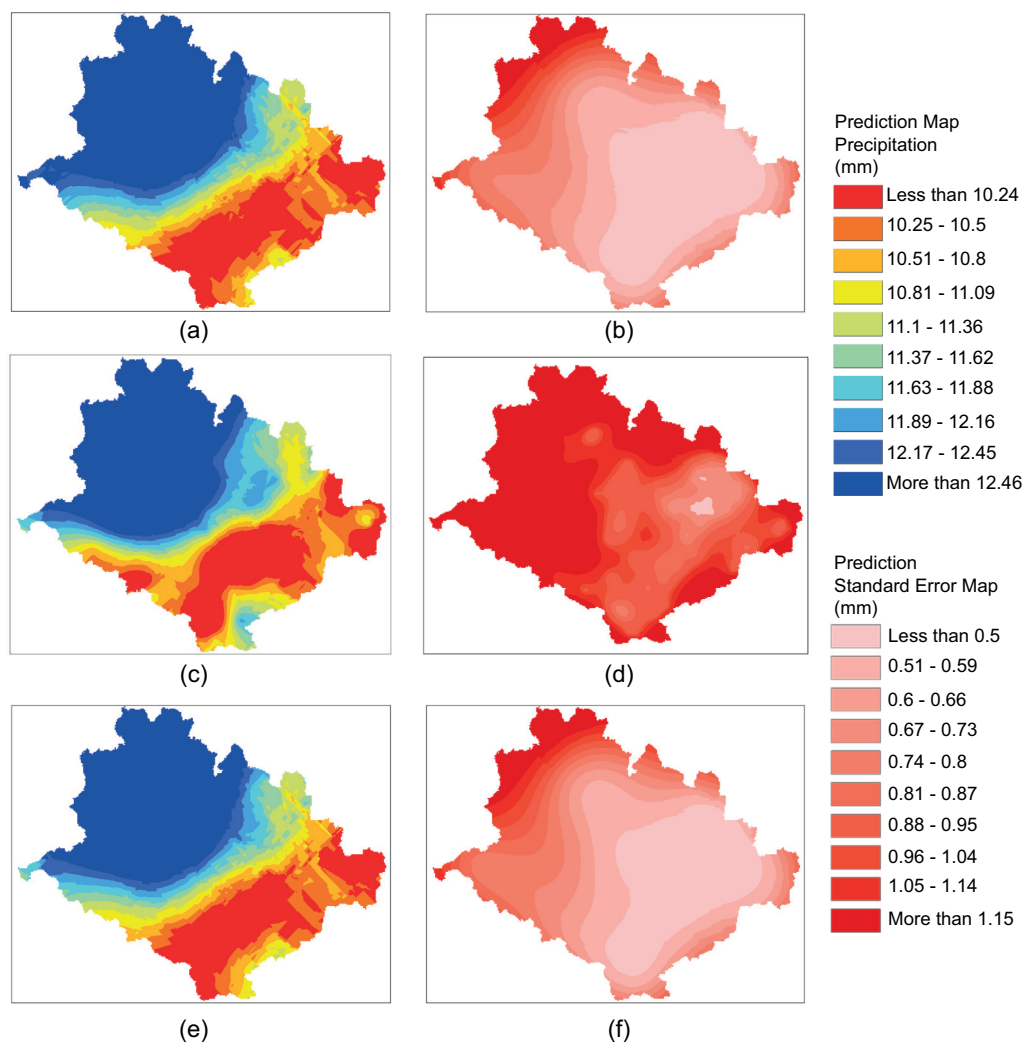 (a)
(b)
(c)
(d)
(e)
(f)
Prediction Map
Precipitation
(mm)
Less than 10.24
10.25 - 10.5
10.51 - 10.8
10.81 - 11.09
11.1 - 11.36
11.37 - 11.62
11.63 - 11.88
11.89 - 12.16
12.17 - 12.45
More than 12.46
Prediction
Standard Error Map
(mm)
Less than 0.5
0.51 - 0.59
0.6 - 0.66
0.67 - 0.73
0.74 - 0.8
0.81 - 0.87
0.88 - 0.95
0.96 - 1.04
1.05 - 1.14
More than 1.15